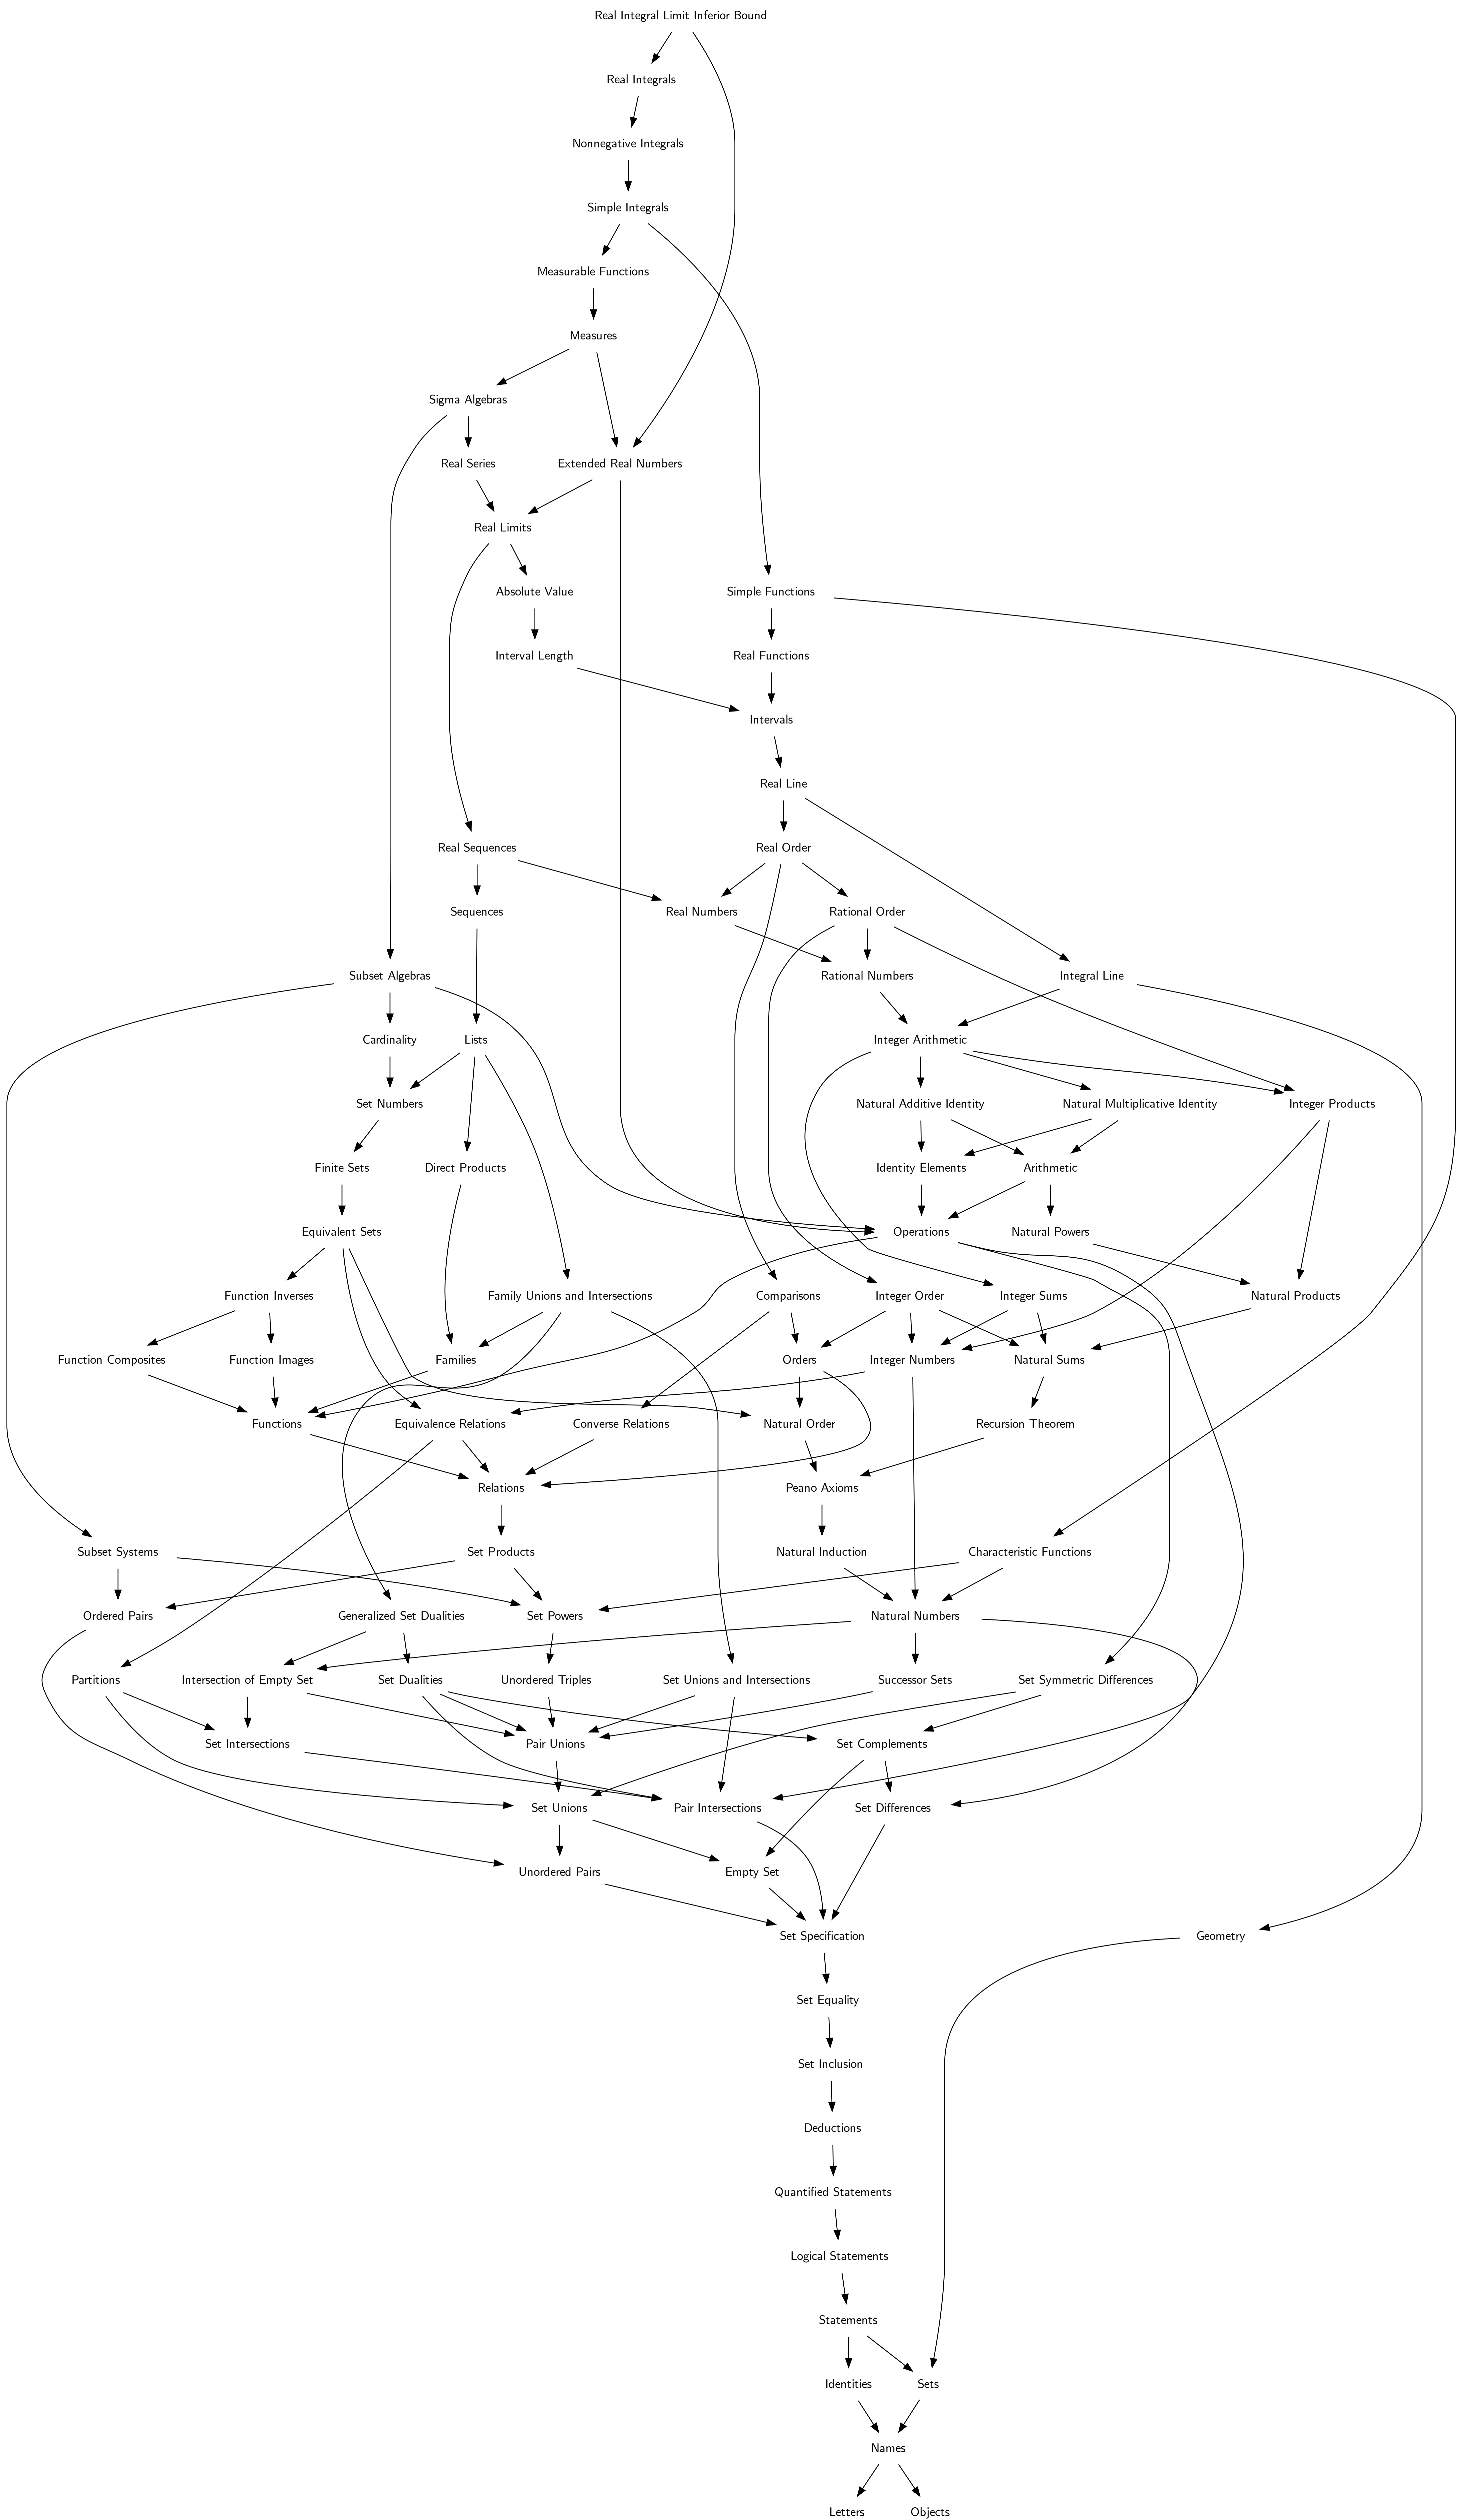 Real Integral Limit Inferior Bound
Real Integrals
Nonnegative Integrals
Simple Integrals
Measurable Functions
Measures
Sigma Algebras
Real Series
Extended Real Numbers
Real Limits
Absolute Value
Simple Functions
Interval Length
Real Functions
Intervals
Real Line
Real Sequences
Real Order
Sequences
Real Numbers
Rational Order
Subset Algebras
Rational Numbers
Integral Line
Cardinality
Lists
Integer Arithmetic
Set Numbers
Natural Additive Identity
Natural Multiplicative Identity
Integer Products
Finite Sets
Direct Products
Identity Elements
Arithmetic
Equivalent Sets
Operations
Natural Powers
Function Inverses
Family Unions and Intersections
Comparisons
Integer Order
Integer Sums
Natural Products
Function Composites
Function Images
Families
Orders
Integer Numbers
Natural Sums
Functions
Equivalence Relations
Converse Relations
Natural Order
Recursion Theorem
Relations
Peano Axioms
Subset Systems
Set Products
Natural Induction
Characteristic Functions
Ordered Pairs
Generalized Set Dualities
Set Powers
Natural Numbers
Partitions
Intersection of Empty Set
Set Dualities
Unordered Triples
Set Unions and Intersections
Successor Sets
Set Symmetric Differences
Set Intersections
Pair Unions
Set Complements
Set Unions
Pair Intersections
Set Differences
Unordered Pairs
Empty Set
Set Specification
Geometry
Set Equality
Set Inclusion
Deductions
Quantified Statements
Logical Statements
Statements
Identities
Sets
Names
Letters
Objects